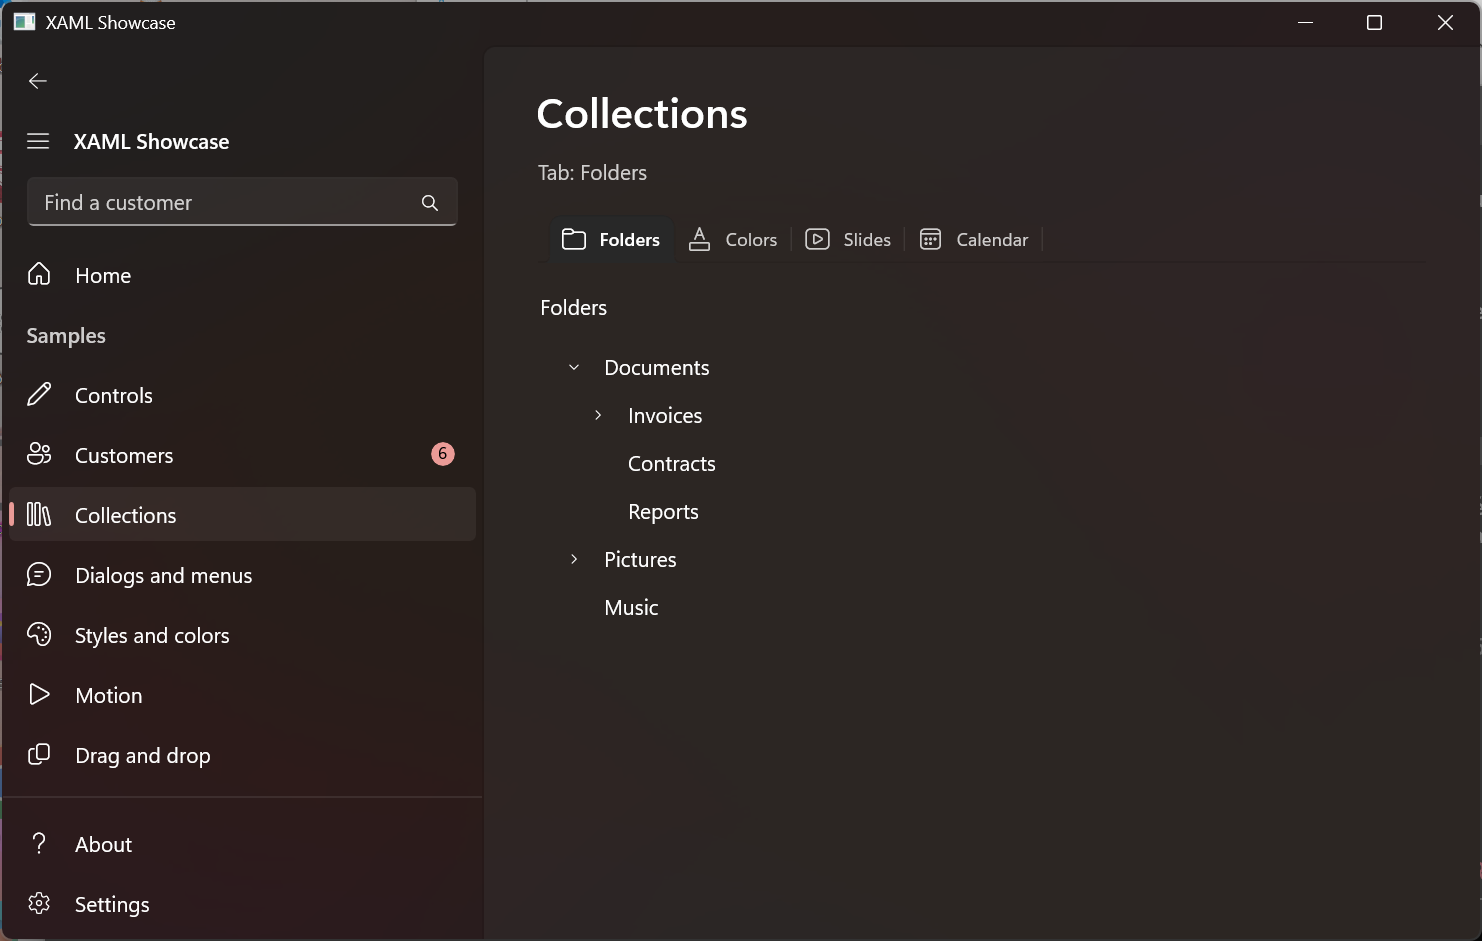 XAML Showcase
XAML Showcase
Find a customer
Home
Samples
Controls
Customers 6
Collections
Dialogs and menus
Styles and colors
Motion
Drag and drop
About
Settings
Collections
Tab: Folders
Folders Colors Slides Calendar
Folders
Documents
Invoices
Contracts
Reports
Pictures
Music